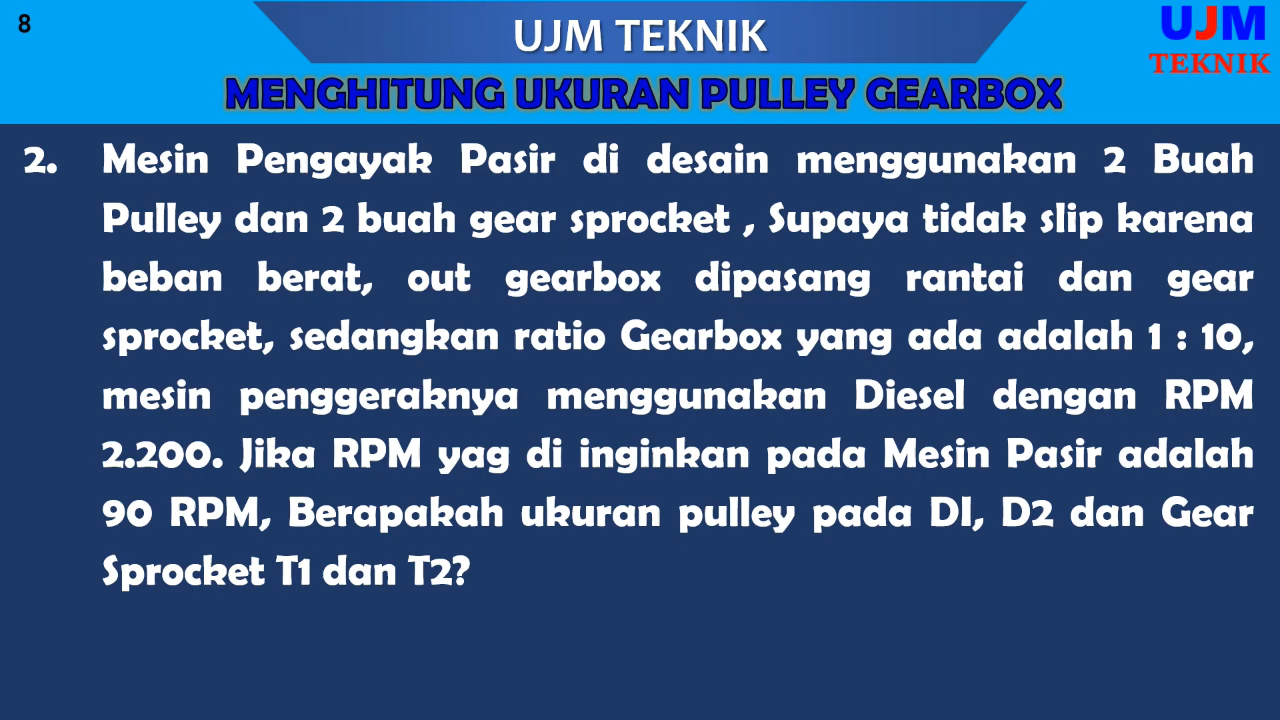 8
UJM TEKNIK
UJM
TEKNIK
MENGHITUNG UKURAN PULLEY GEARBOX
2. Mesin Pengayak Pasir di desain menggunakan 2 Buah
Pulley dan 2 buah gear sprocket , Supaya tidak slip karena
beban berat, out gearbox dipasang rantai dan gear
sprocket, sedangkan ratio Gearbox yang ada adalah 1 : 10,
mesin penggeraknya menggunakan Diesel dengan RPM
2.200. Jika RPM yag di inginkan pada Mesin Pasir adalah
90 RPM, Berapakah ukuran pulley pada Dl, D2 dan Gear
Sprocket T1 dan T2?